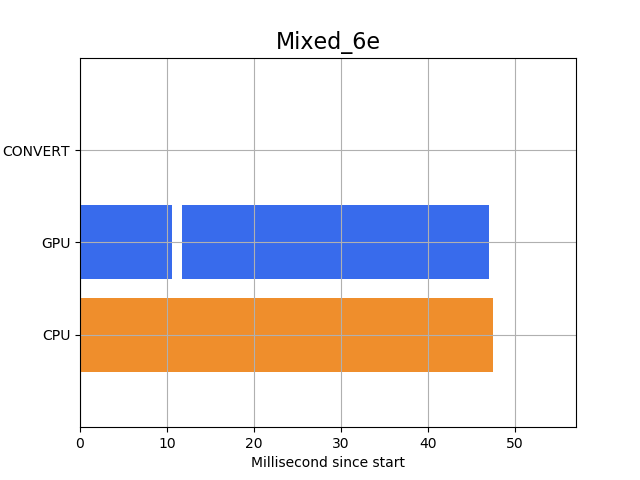 Mixed_6e
CONVERT
GPU
CPU
0 10 20 30 40 50
Millisecond since start